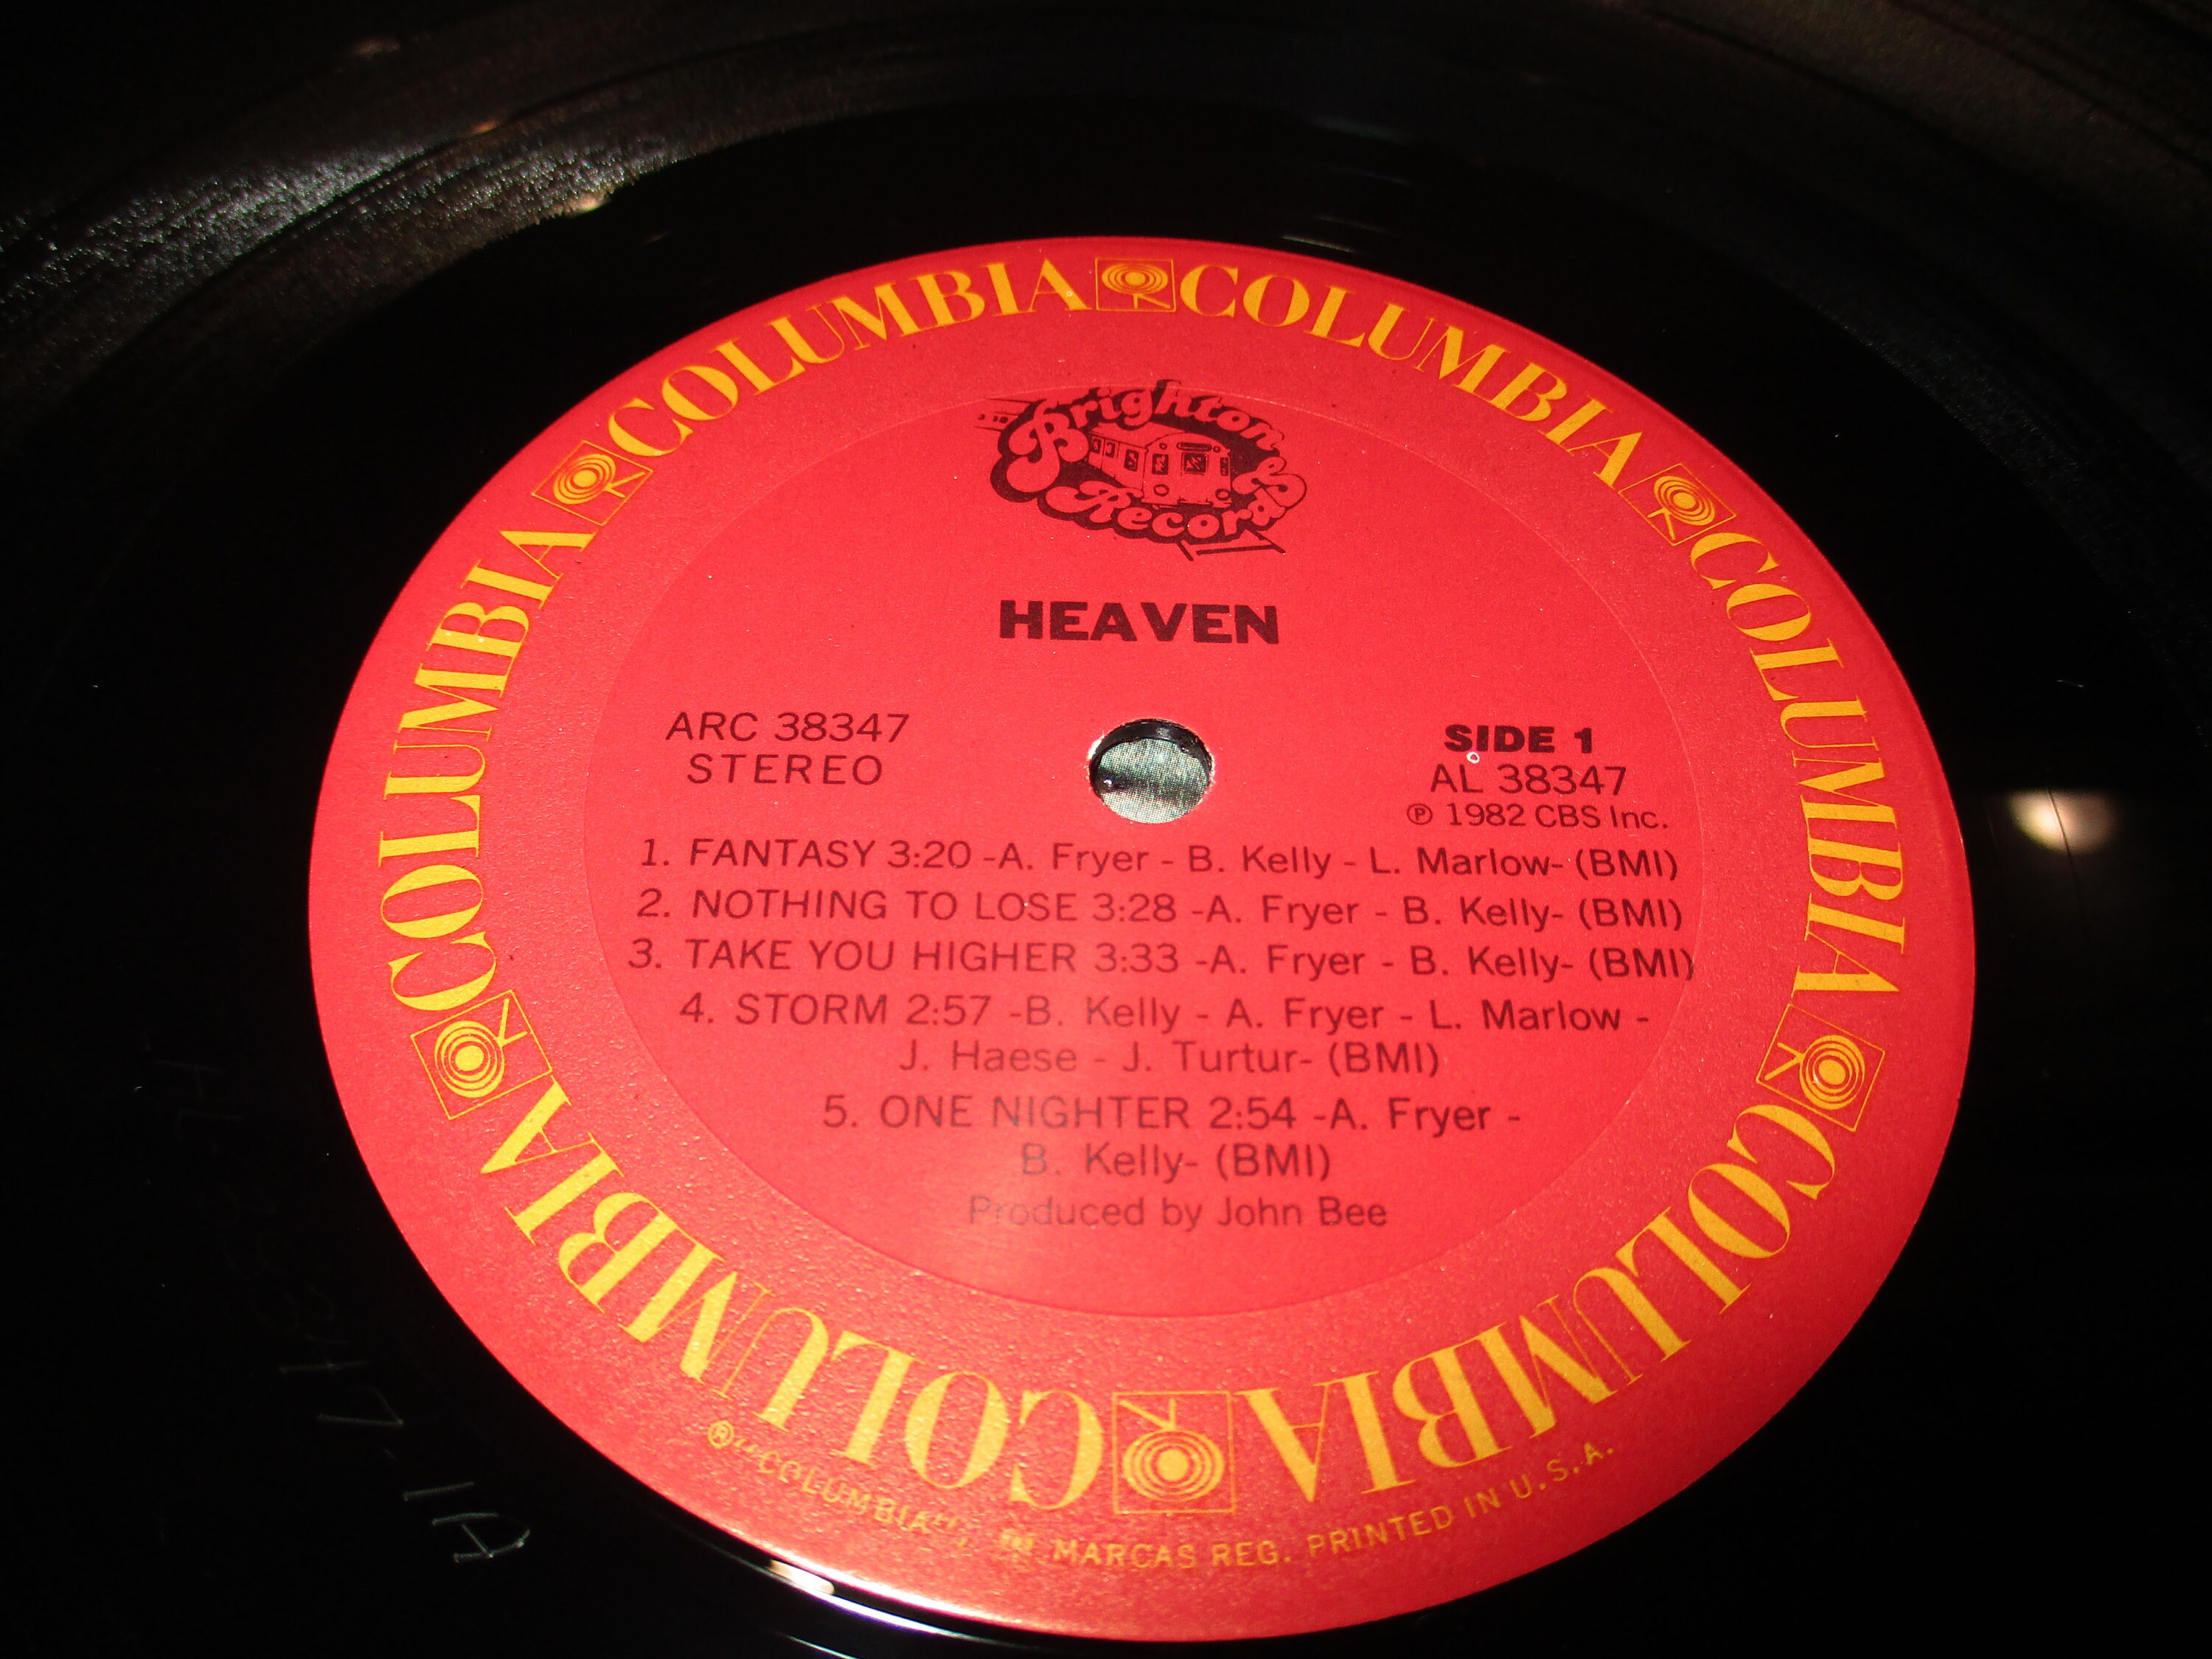 COLUMBIA COLUMBIA COLUMBIA COLUMBIA COLUMBIA COLUMBIA
Brighton
Records
HEAVEN
ARC 38347
STEREO
SIDE 1
AL 38347
Ⓟ 1982 CBS Inc.
1. FANTASY 3:20 -A. Fryer - B. Kelly - L. Marlow- (BMI)
2. NOTHING TO LOSE 3:28 -A. Fryer - B. Kelly- (BMI)
3. TAKE YOU HIGHER 3:33 -A. Fryer - B. Kelly- (BMI)
4. STORM 2:57 -B. Kelly - A. Fryer - L. Marlow -
J. Haese - J. Turtur- (BMI)
5. ONE NIGHTER 2:54 -A. Fryer -
B. Kelly- (BMI)
Produced by John Bee
® "COLUMBIA", MARCAS REG. PRINTED IN U.S.A.
AL-38347-1A